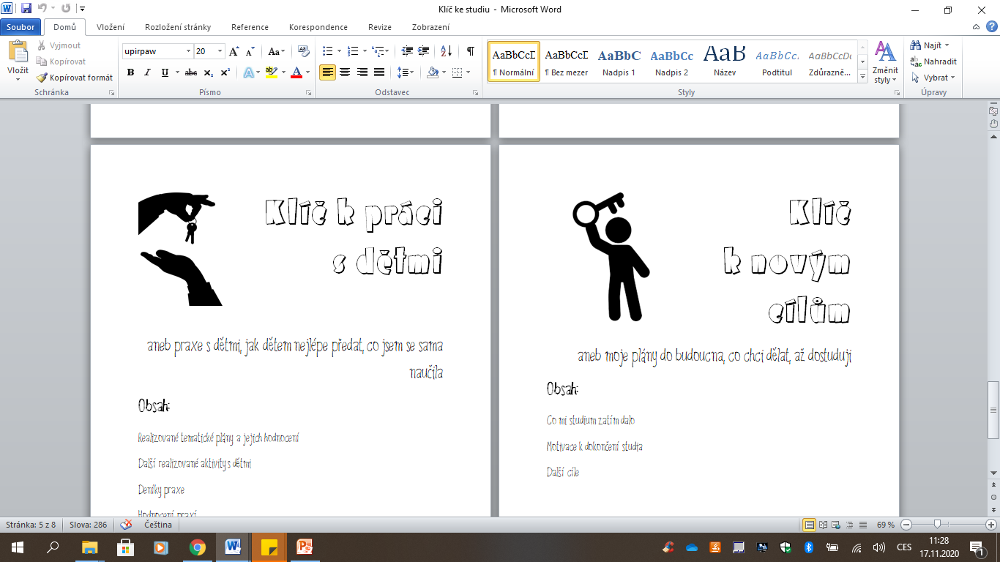 Klíč ke studiu - Microsoft Word
Soubor Domů Vložení Rozložení stránky Reference Korespondence Revize Zobrazení
Vložit
Vyjmout
Kopírovat
Kopírovat formát
Schránka
upirpaw 20
Písmo
Odstavec
AaBbCcD AaBbCcD AaBbC AaBbCc AaB AaBbCc. AaBbCcDc
¶ Normální ¶ Bez mezer Nadpis 1 Nadpis 2 Název Podtitul Zdůrazně...
Styly
Změnit
styly
Najít
Nahradit
Vybrat
Úpravy
Klíč k práci
s dětmi
aneb praxe s dětmi, jak dětem nejlépe předat, co jsem se sama
naučila
Obsah:
Realizované tematické plány a jejich hodnocení
Další realizované aktivity s dětmi
Deníky praxe
Hodnocení praxí
Klíč
k novým
cílům
aneb moje plány do budoucna, co chci dělat, až dostuduji
Obsah:
Co mi studium zatím dalo
Motivace k dokončení studia
Další cíle
Stránka: 5 z 8 Slova: 286 Čeština 69 %
CES
11:28
17.11.2020
1